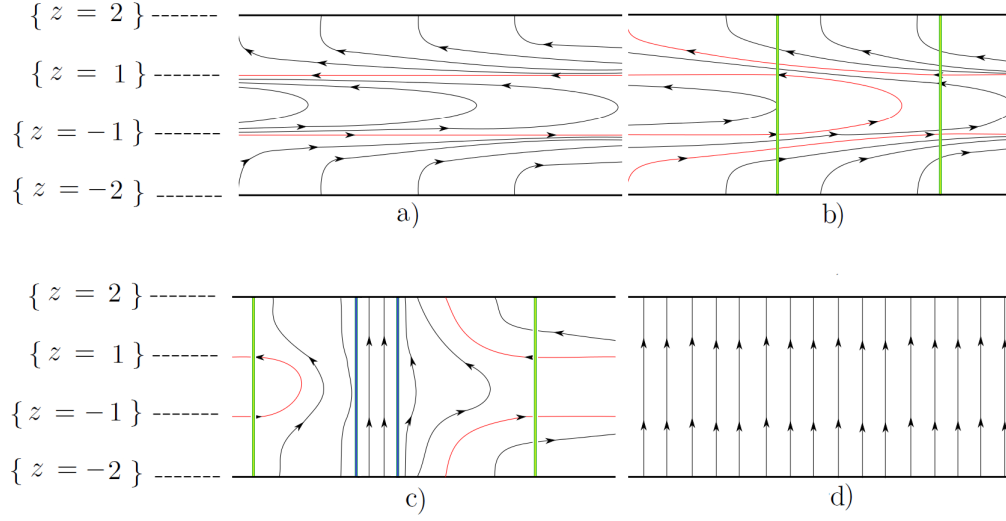 { z = 2 }
{ z = 1 }
{ z = −1 }
{ z = −2 }
a)
b)
{ z = 2 }
{ z = 1 }
{ z = −1 }
{ z = −2 }
c)
d)